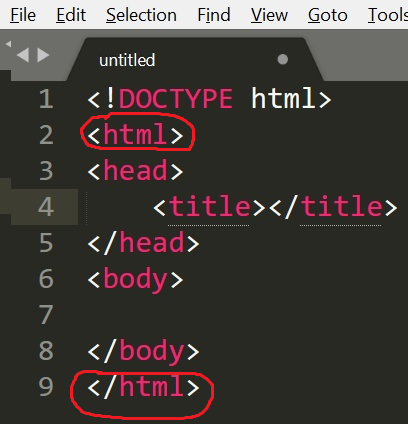 File Edit Selection Find View Goto Tools
untitled
1 <!DOCTYPE html>
2 <html>
3 <head>
4     <title></title>
5 </head>
6 <body>
7
8 </body>
9 </html>